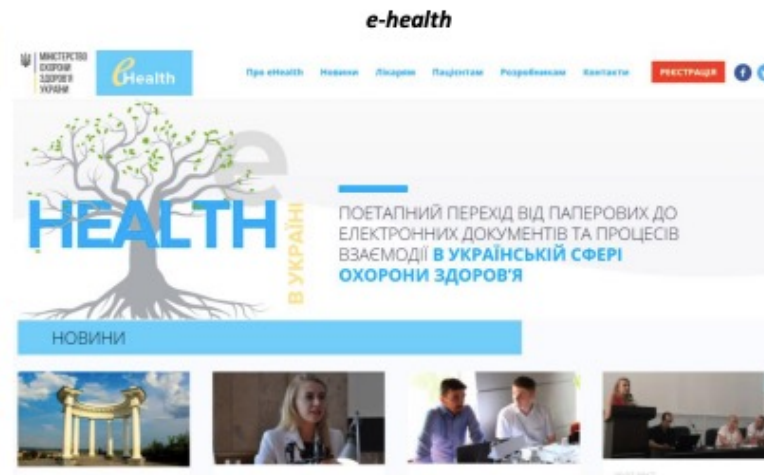 e-health
МІНІСТЕРСТВО
ОХОРОНИ
ЗДОРОВ'Я
УКРАЇНИ
eHealth
Про eHealth Новини Лікарям Пацієнтам Розробникам Контакти РЕЄСТРАЦІЯ
e
HEALTH
В УКРАЇНІ
ПОЕТАПНИЙ ПЕРЕХІД ВІД ПАПЕРОВИХ ДО
ЕЛЕКТРОННИХ ДОКУМЕНТІВ ТА ПРОЦЕСІВ
ВЗАЄМОДІЇ В УКРАЇНСЬКІЙ СФЕРІ
ОХОРОНИ ЗДОРОВ'Я
НОВИНИ